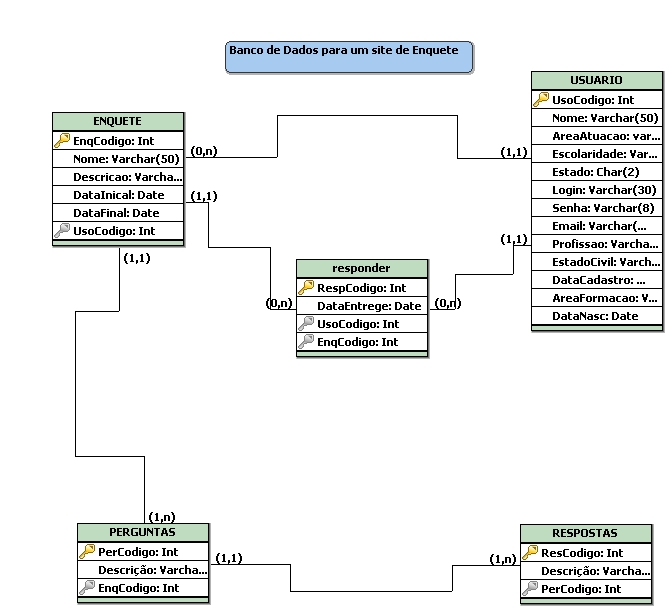 Banco de Dados para um site de Enquete
USUARIO
UsoCodigo: Int
Nome: Varchar(50)
AreaAtuacao: var...
Escolaridade: Var...
Estado: Char(2)
Login: Varchar(30)
Senha: Varchar(8)
Email: Varchar(...
Profissao: Varcha...
EstadoCivil: Varch...
DataCadastro: ...
AreaFormacao: V...
DataNasc: Date
ENQUETE
EnqCodigo: Int
Nome: Varchar(50)
Descricao: Varcha...
DataInical: Date
DataFinal: Date
UsoCodigo: Int
(0,n)
(1,1)
(1,1)
(1,1)
(1,1)
responder
RespCodigo: Int
DataEntrege: Date
UsoCodigo: Int
EnqCodigo: Int
(0,n)
(0,n)
(1,n)
PERGUNTAS
PerCodigo: Int
Descrição: Varcha...
EnqCodigo: Int
(1,1)
(1,n)
RESPOSTAS
ResCodigo: Int
Descrição: Varcha...
PerCodigo: Int